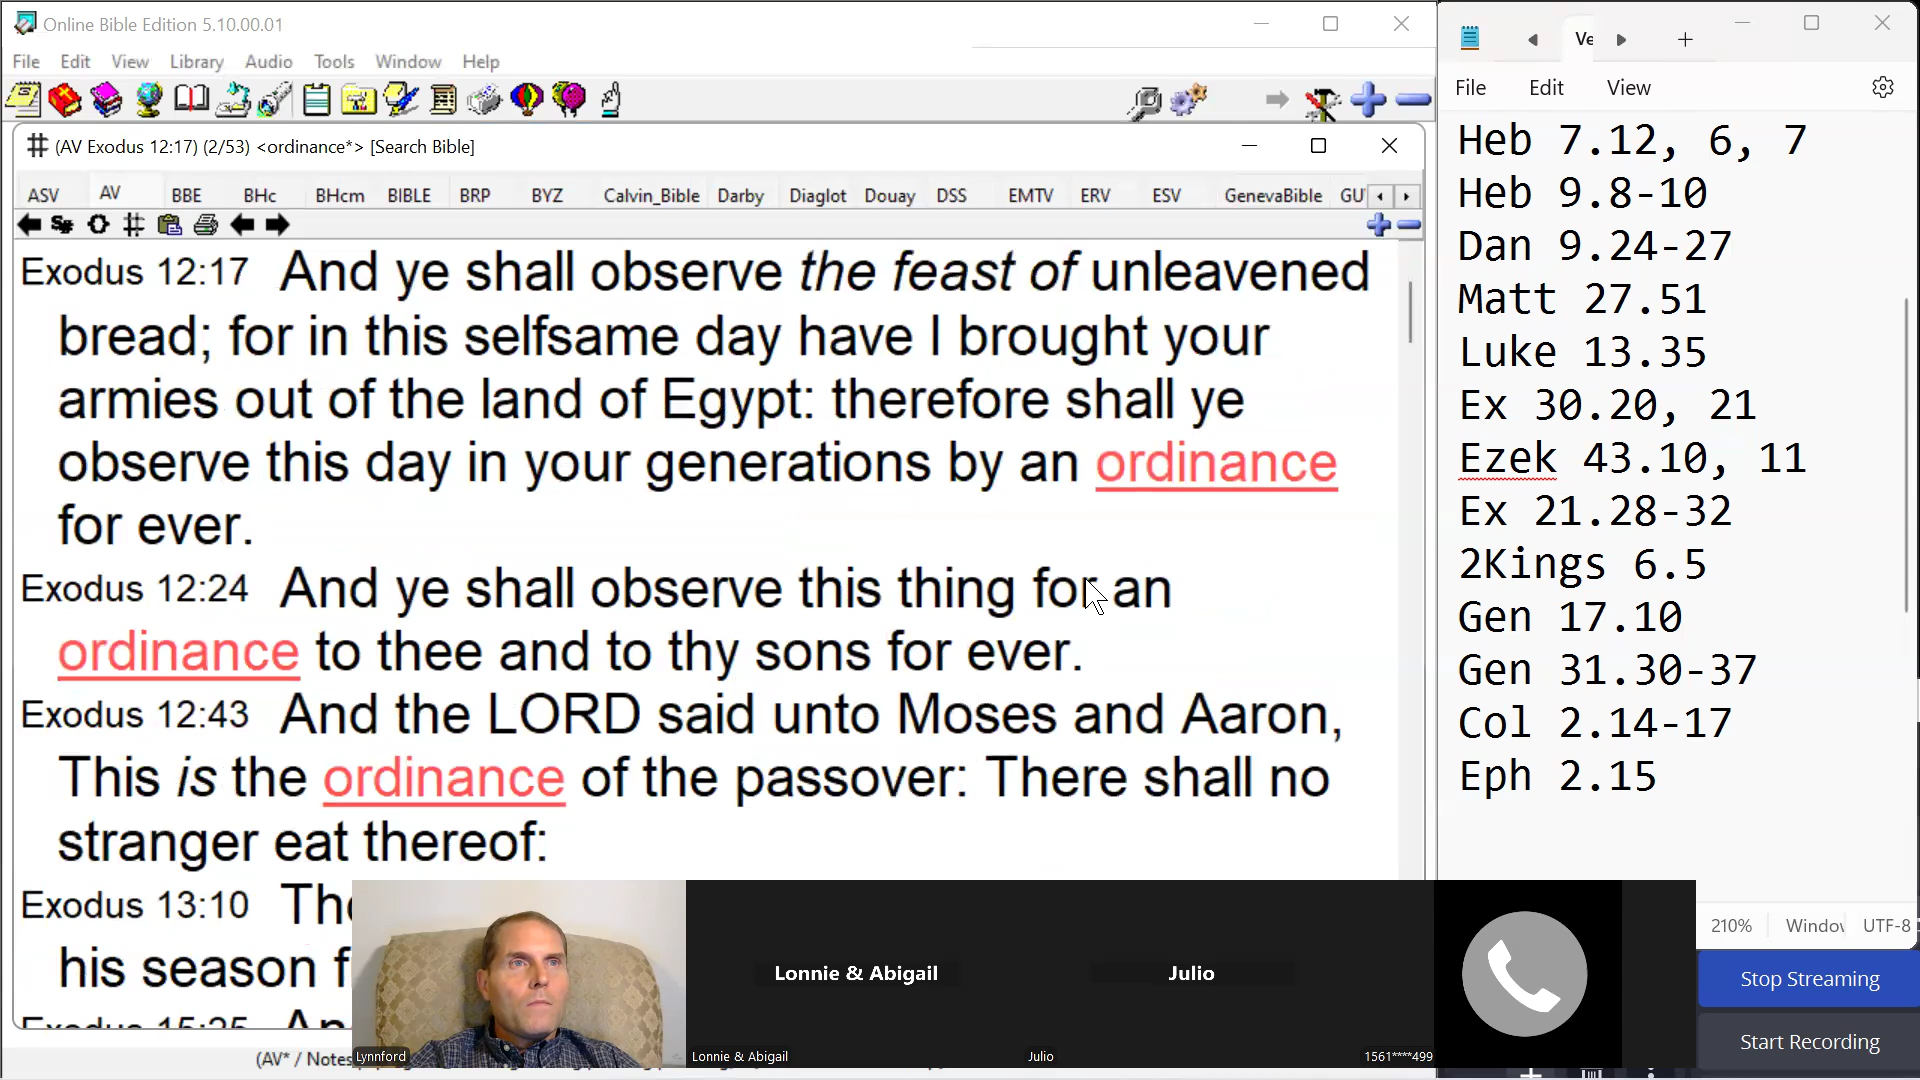 Online Bible Edition 5.10.00.01
File Edit View Library Audio Tools Window Help
(AV Exodus 12:17) (2/53) <ordinance*> [Search Bible]
ASV AV BBE BHc BHcm BIBLE BRP BYZ Calvin_Bible Darby Diaglot Douay DSS EMTV ERV ESV GenevaBible GU
Exodus 12:17 And ye shall observe the feast of unleavened
bread; for in this selfsame day have I brought your
armies out of the land of Egypt: therefore shall ye
observe this day in your generations by an ordinance
for ever.
Exodus 12:24 And ye shall observe this thing for an
ordinance to thee and to thy sons for ever.
Exodus 12:43 And the LORD said unto Moses and Aaron,
This is the ordinance of the passover: There shall no
stranger eat thereof:
Exodus 13:10
his season
Exodus 15:25
(AV* / Notes
Ve
File Edit View
Heb 7.12, 6, 7
Heb 9.8-10
Dan 9.24-27
Matt 27.51
Luke 13.35
Ex 30.20, 21
Ezek 43.10, 11
Ex 21.28-32
2Kings 6.5
Gen 17.10
Gen 31.30-37
Col 2.14-17
Eph 2.15
210% Window UTF-8
Lynnford
Lonnie & Abigail
Lonnie & Abigail
Julio
Julio
1561****499
Stop Streaming
Start Recording